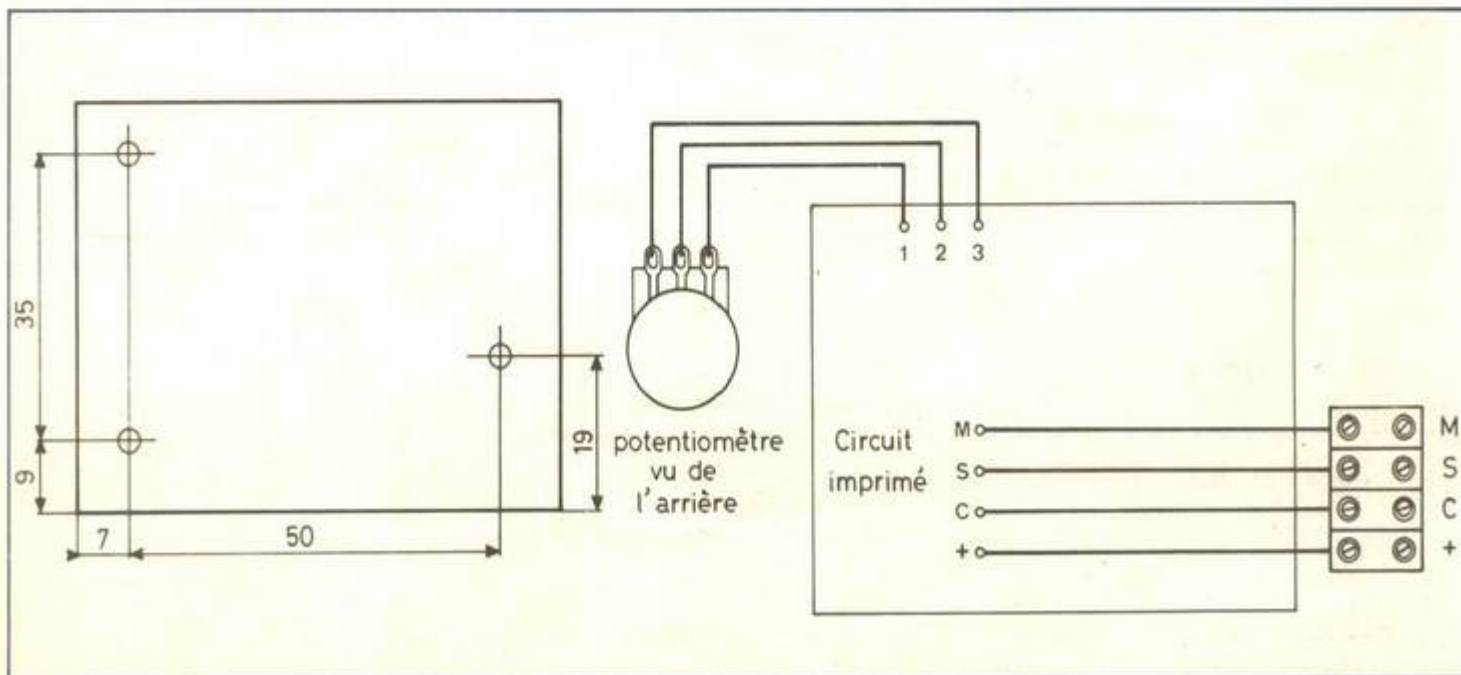 35
9
7
50
19
potentiomètre
vu de
l'arrière
1 2 3
Circuit
imprimé
M
S
C
+
M
S
C
+